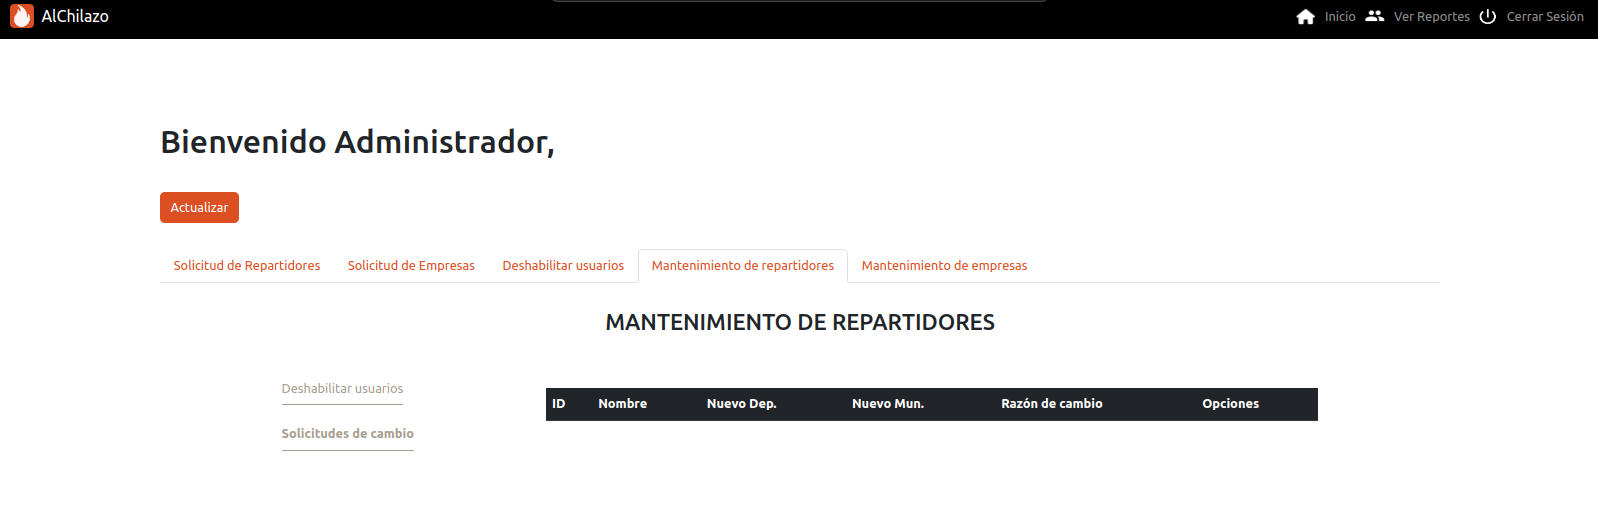 AlChilazo
Inicio Ver Reportes Cerrar Sesión
Bienvenido Administrador,
Actualizar
Solicitud de Repartidores Solicitud de Empresas Deshabilitar usuarios Mantenimiento de repartidores Mantenimiento de empresas
MANTENIMIENTO DE REPARTIDORES
Deshabilitar usuarios
Solicitudes de cambio
ID Nombre Nuevo Dep. Nuevo Mun. Razón de cambio Opciones